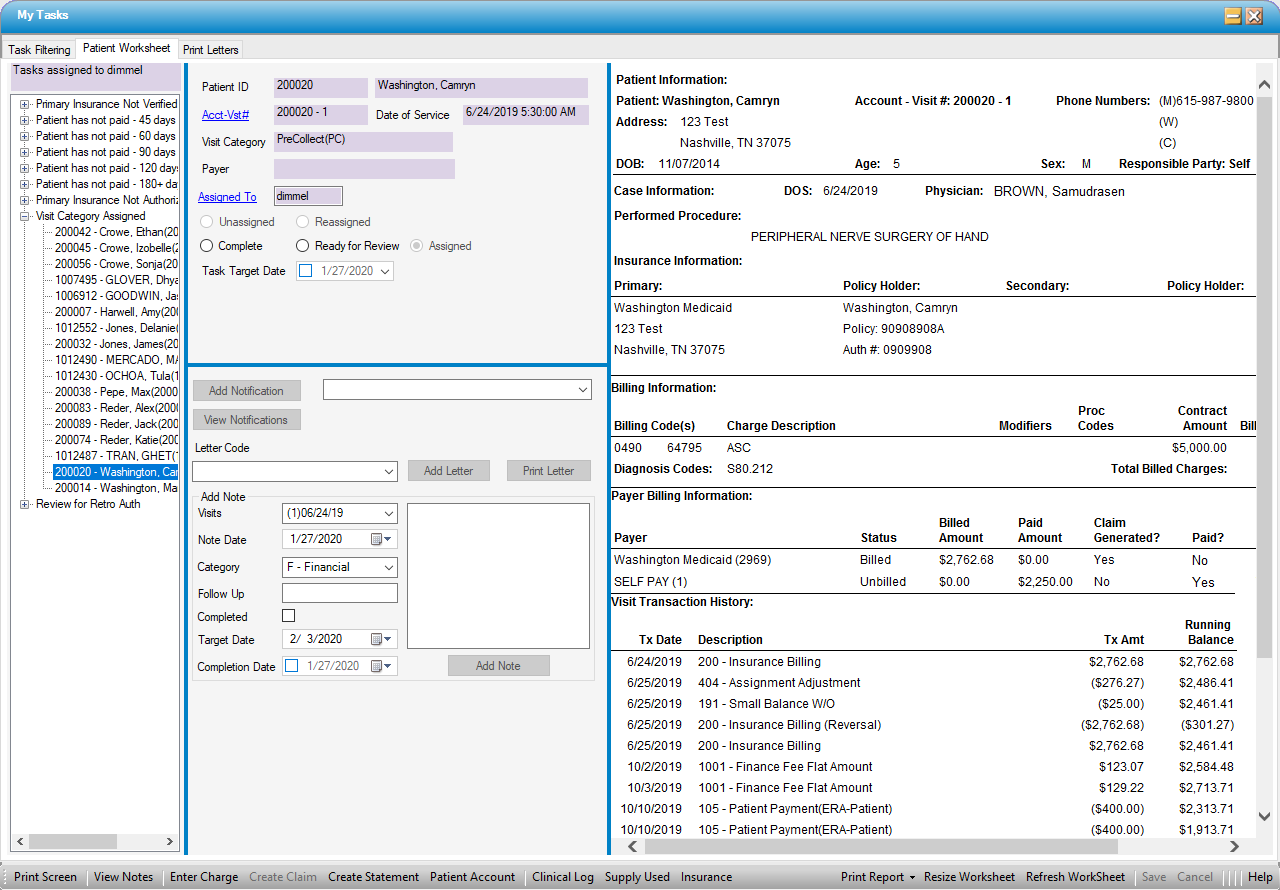 My Tasks
Task Filtering Patient Worksheet Print Letters
Tasks assigned to dimmel
Primary Insurance Not Verified
Patient has not paid - 45 days
Patient has not paid - 60 days
Patient has not paid - 90 days
Patient has not paid - 120 days
Patient has not paid - 180+ da
Primary Insurance Not Authoriz
Visit Category Assigned
200042 - Crowe, Ethan(20
200045 - Crowe, Izobelle(2
200056 - Crowe, Sonja(20
1007495 - GLOVER, Dhya
1006912 - GOODWIN, Ja
200007 - Harwell, Amy(200
1012552 - Jones, Delanie(
200032 - Jones, James(20
1012490 - MERCADO, MA
1012430 - OCHOA, Tula(1
200038 - Pepe, Max(2000
200083 - Reder, Alex(2000
200089 - Reder, Jack(200
200074 - Reder, Katie(200
1012487 - TRAN, GHET(1
200020 - Washington, Car
200014 - Washington, Ma
Review for Retro Auth
Patient ID 200020 Washington, Camryn
Acct-Vst# 200020 - 1 Date of Service 6/24/2019 5:30:00 AM
Visit Category PreCollect(PC)
Payer
Assigned To dimmel
Unassigned Reassigned
Complete Ready for Review Assigned
Task Target Date 1/27/2020
Add Notification
View Notifications
Letter Code
Add Letter Print Letter
Add Note
Visits (1)06/24/19
Note Date 1/27/2020
Category F - Financial
Follow Up
Completed
Target Date 2/ 3/2020
Completion Date 1/27/2020 Add Note
Patient Information:
Patient: Washington, Camryn Account - Visit #: 200020 - 1 Phone Numbers: (M)615-987-9800
Address: 123 Test (W)
Nashville, TN 37075 (C)
DOB: 11/07/2014 Age: 5 Sex: M Responsible Party: Self
Case Information: DOS: 6/24/2019 Physician: BROWN, Samudrasen
Performed Procedure:
PERIPHERAL NERVE SURGERY OF HAND
Insurance Information:
Primary: Policy Holder: Secondary: Policy Holder:
Washington Medicaid Washington, Camryn
123 Test Policy: 90908908A
Nashville, TN 37075 Auth #: 0909908
Billing Information:
Proc Contract
Billing Code(s) Charge Description Modifiers Codes Amount Bill
0490 64795 ASC $5,000.00
Diagnosis Codes: S80.212 Total Billed Charges:
Payer Billing Information:
Billed Paid Claim
Payer Status Amount Amount Generated? Paid?
Washington Medicaid (2969) Billed $2,762.68 $0.00 Yes No
SELF PAY (1) Unbilled $0.00 $2,250.00 No Yes
Visit Transaction History:
Running
Tx Date Description Tx Amt Balance
6/24/2019 200 - Insurance Billing $2,762.68 $2,762.68
6/25/2019 404 - Assignment Adjustment ($276.27) $2,486.41
6/25/2019 191 - Small Balance W/O ($25.00) $2,461.41
6/25/2019 200 - Insurance Billing (Reversal) ($2,762.68) ($301.27)
6/25/2019 200 - Insurance Billing $2,762.68 $2,461.41
10/2/2019 1001 - Finance Fee Flat Amount $123.07 $2,584.48
10/3/2019 1001 - Finance Fee Flat Amount $129.22 $2,713.71
10/10/2019 105 - Patient Payment(ERA-Patient) ($400.00) $2,313.71
10/10/2019 105 - Patient Payment(ERA-Patient) ($400.00) $1,913.71
Print Screen View Notes Enter Charge Create Claim Create Statement Patient Account Clinical Log Supply Used Insurance Print Report Resize Worksheet Refresh WorkSheet Save Cancel Help